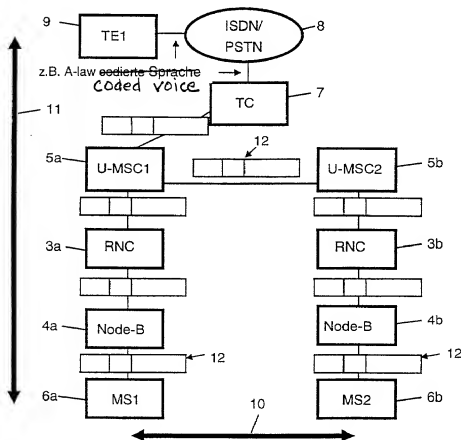 9 TE1 ISDN/ 8
PSTN
z.B. A-law codierte Sprache
coded voice
11 TC 7
12
5a U-MSC1 U-MSC2 5b
3a RNC RNC 3b
4a Node-B Node-B 4b
12 12
6a MS1 MS2 6b
10